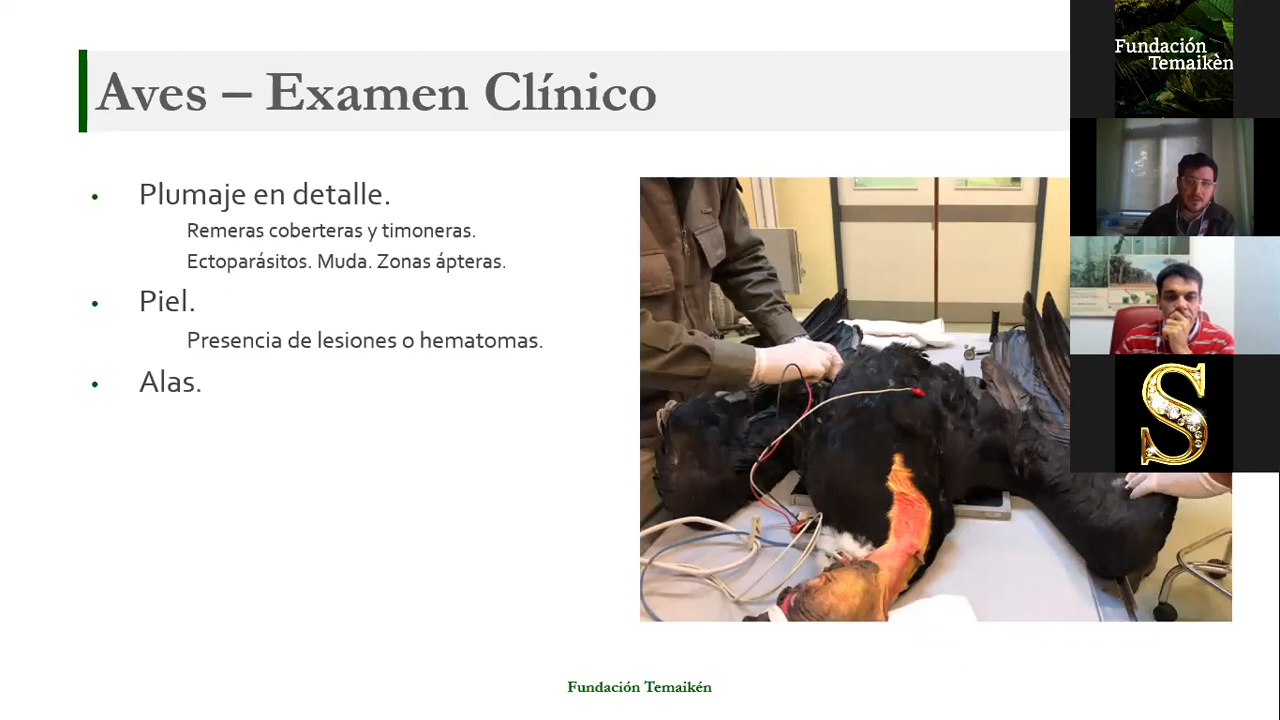 Aves – Examen Clínico
• Plumaje en detalle.
Remeras coberteras y timoneras.
Ectoparásitos. Muda. Zonas ápteras.
• Piel.
Presencia de lesiones o hematomas.
• Alas.
Fundación Temaikén
Fundación
Temaikèn
S